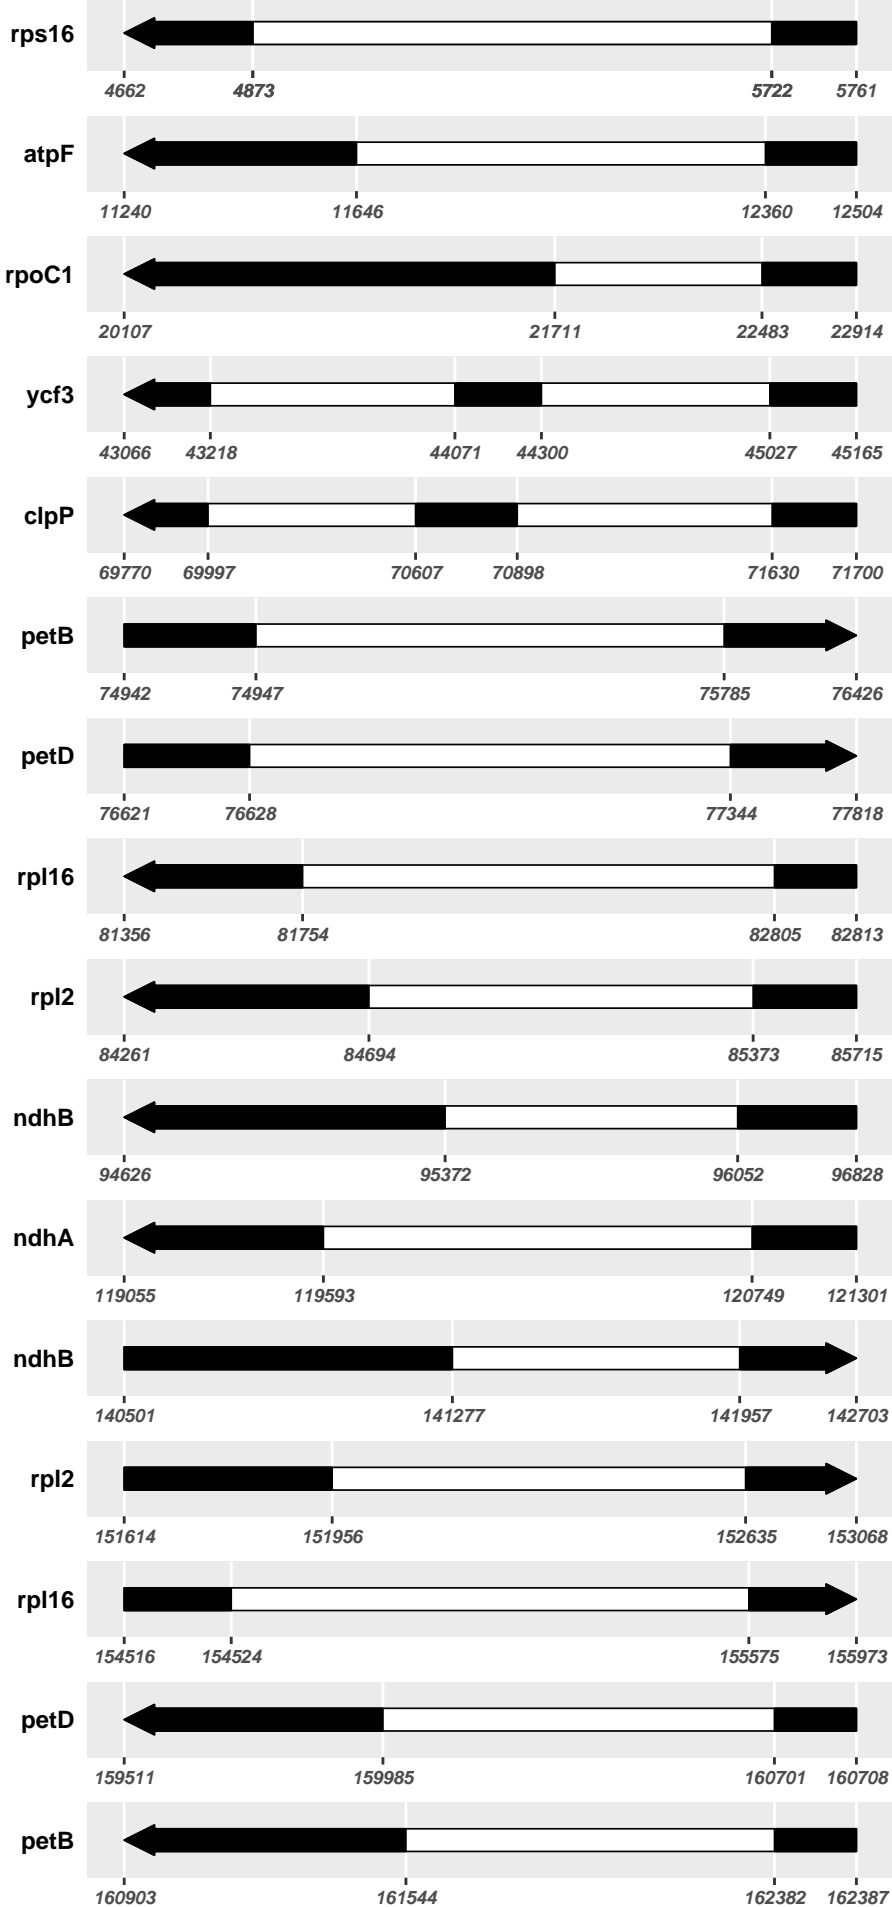 rps16
4662 4873 5722 5761
atpF
11240 11646 12360 12504
rpoC1
20107 21711 22483 22914
ycf3
43066 43218 44071 44300 45027 45165
clpP
69770 69997 70607 70898 71630 71700
petB
74942 74947 75785 76426
petD
76621 76628 77344 77818
rpl16
81356 81754 82805 82813
rpl2
84261 84694 85373 85715
ndhB
94626 95372 96052 96828
ndhA
119055 119593 120749 121301
ndhB
140501 141277 141957 142703
rpl2
151614 151956 152635 153068
rpl16
154516 154524 155575 155973
petD
159511 159985 160701 160708
petB
160903 161544 162382 162387